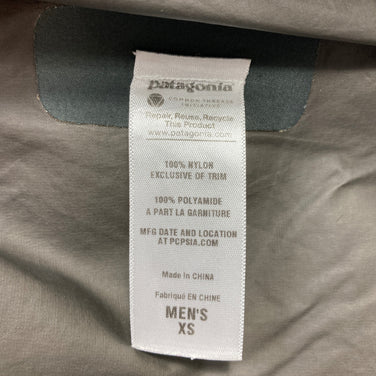 patagonia
COMMON THREADS
INITIATIVE
Repair, Reuse, Recycle
This Product
www.patagonia.com
100% NYLON
EXCLUSIVE OF TRIM
100% POLYAMIDE
A PART LA GARNITURE
MFG DATE AND LOCATION
AT PCPSIA.COM
Made in CHINA
Fabriqué EN CHINE
MEN'S
XS